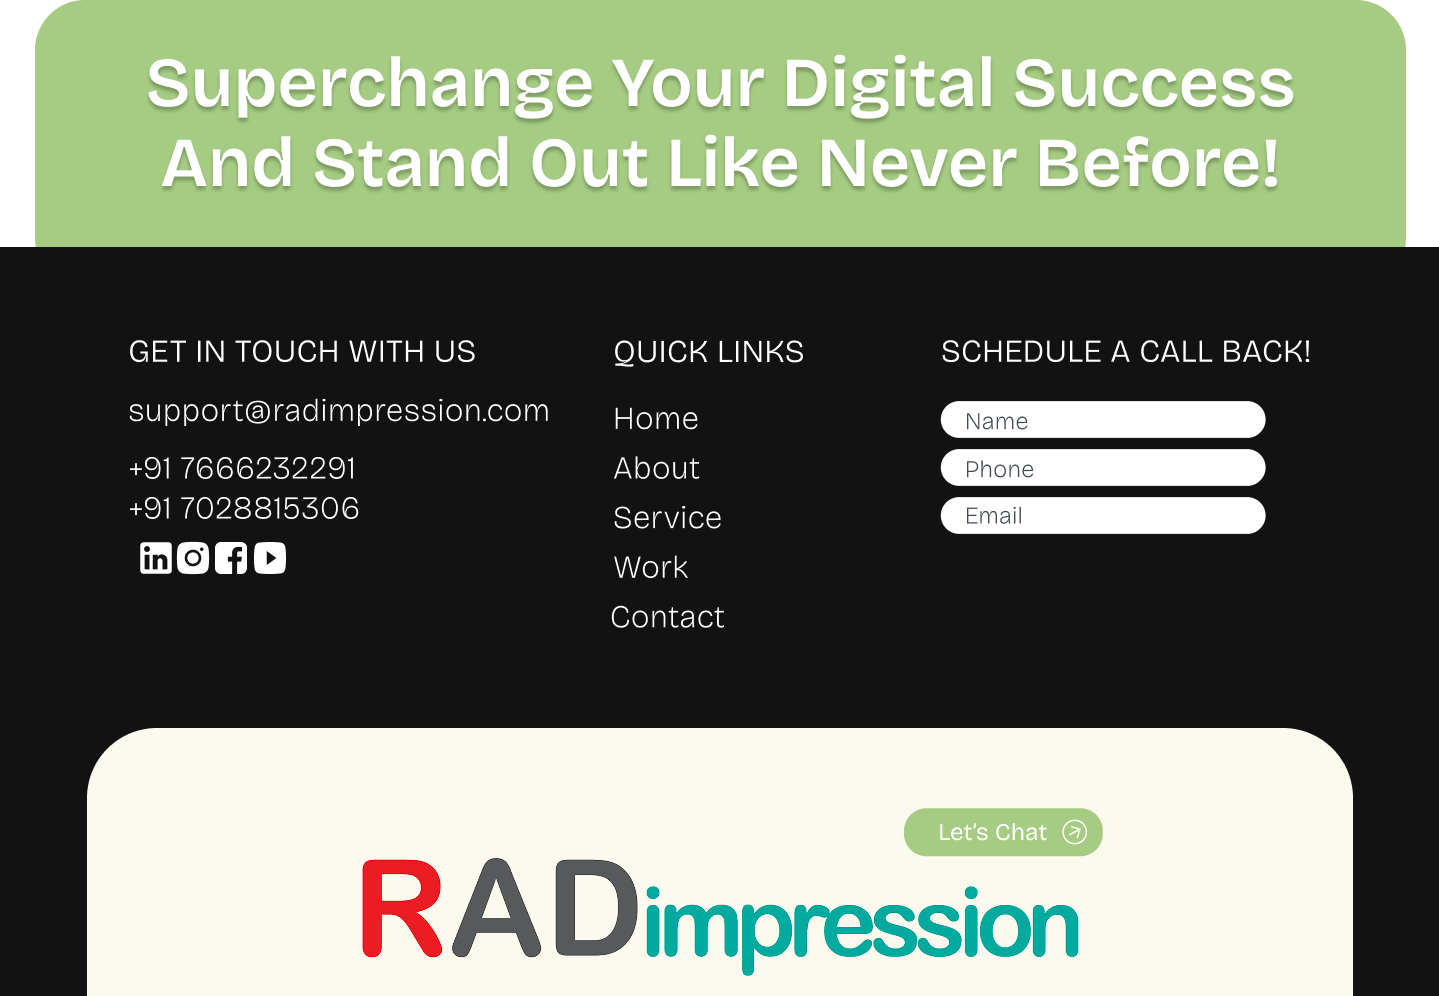 Superchange Your Digital Success
And Stand Out Like Never Before!
GET IN TOUCH WITH US
support@radimpression.com
+91 7666232291
+91 7028815306
in
QUICK LINKS
Home
About
Service
Work
Contact
SCHEDULE A CALL BACK!
Name
Phone
Email
Let's Chat
RADimpression